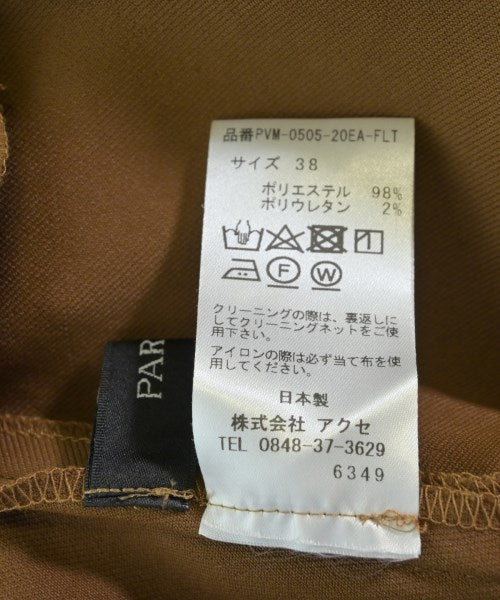 品番PVM-0505-20EA-FLT
サイズ 38
ポリエステル 98%
ポリウレタン 2%
F W
クリーニングの際は、裏返しに
してクリーニングネットをご使
用下さい。
アイロンの際は必ず当て布を使
用してください。
日本製
株式会社 アクセ
TEL 0848-37-3629
6349
PAR